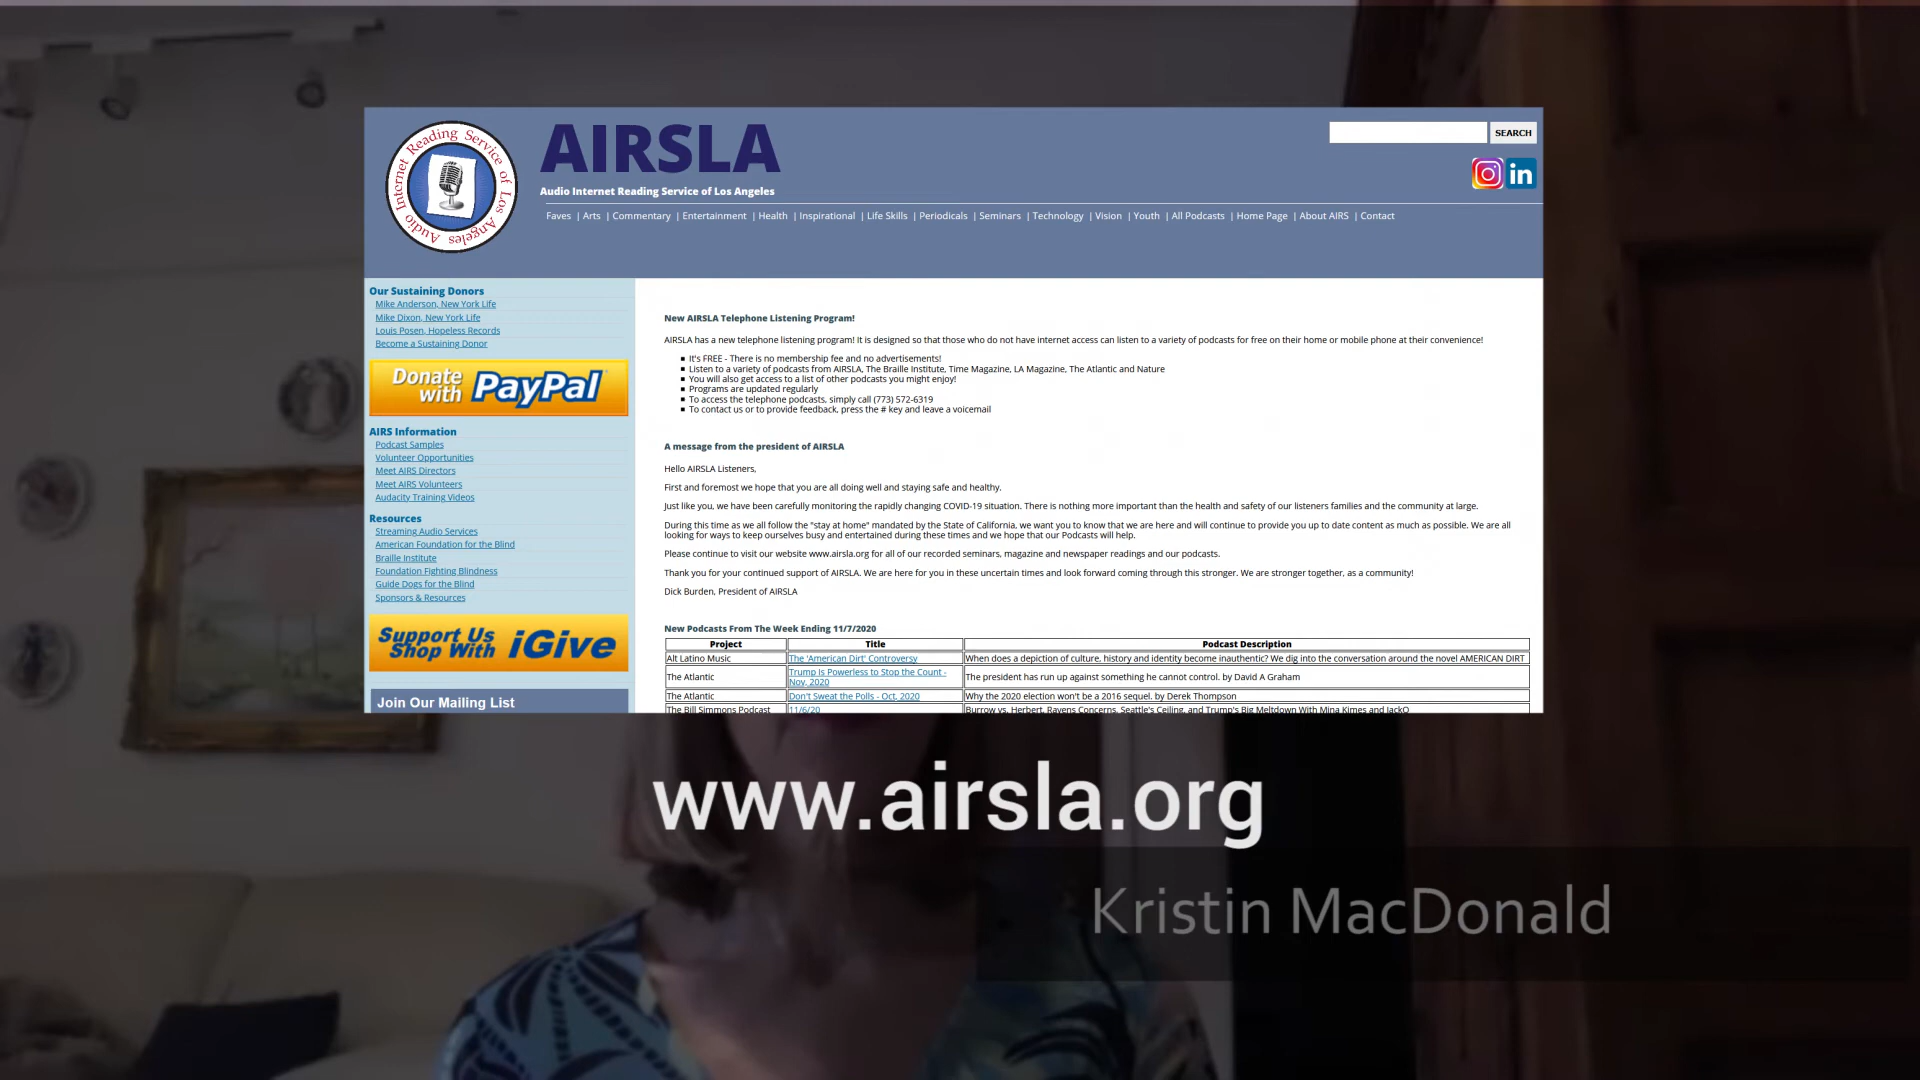 Audio Internet Reading Service of Los Angeles
AIRSLA
Audio Internet Reading Service of Los Angeles
SEARCH
in
Faves | Arts | Commentary | Entertainment | Health | Inspirational | Life Skills | Periodicals | Seminars | Technology | Vision | Youth | All Podcasts | Home Page | About AIRS | Contact
Our Sustaining Donors
Mike Anderson, New York Life
Mike Dixon, New York Life
Louis Posen, Hopeless Records
Become a Sustaining Donor
Donate with PayPal
AIRS Information
Podcast Samples
Volunteer Opportunities
Meet AIRS Directors
Meet AIRS Volunteers
Audacity Training Videos
Resources
Streaming Audio Services
American Foundation for the Blind
Braille Institute
Foundation Fighting Blindness
Guide Dogs for the Blind
Sponsors & Resources
Support Us
Shop With iGive
Join Our Mailing List
New AIRSLA Telephone Listening Program!
AIRSLA has a new telephone listening program! It is designed so that those who do not have internet access can listen to a variety of podcasts for free on their home or mobile phone at their convenience!
It's FREE - There is no membership fee and no advertisements!
Listen to a variety of podcasts from AIRSLA, The Braille Institute, Time Magazine, LA Magazine, The Atlantic and Nature
You will also get access to a list of other podcasts you might enjoy!
Programs are updated regularly
To access the telephone podcasts, simply call (773) 572-6319
To contact us or to provide feedback, press the # key and leave a voicemail
A message from the president of AIRSLA
Hello AIRSLA Listeners,
First and foremost we hope that you are all doing well and staying safe and healthy.
Just like you, we have been carefully monitoring the rapidly changing COVID-19 situation. There is nothing more important than the health and safety of our listeners families and the community at large.
During this time as we all follow the "stay at home" mandated by the State of California, we want you to know that we are here and will continue to provide you up to date content as much as possible. We are all
looking for ways to keep ourselves busy and entertained during these times and we hope that our Podcasts will help.
Please continue to visit our website www.airsla.org for all of our recorded seminars, magazine and newspaper readings and our podcasts.
Thank you for your continued support of AIRSLA. We are here for you in these uncertain times and look forward coming through this stronger. We are stronger together, as a community!
Dick Burden, President of AIRSLA
New Podcasts From The Week Ending 11/7/2020
Project Title Podcast Description
Alt Latino Music The 'American Dirt' Controversy When does a depiction of culture, history and identity become inauthentic? We dig into the conversation around the novel AMERICAN DIRT
The Atlantic Trump Is Powerless to Stop the Count - Nov, 2020 The president has run up against something he cannot control. by David A Graham
The Atlantic Don't Sweat the Polls - Oct, 2020 Why the 2020 election won't be a 2016 sequel. by Derek Thompson
The Bill Simmons Podcast 11/6/20 Burrow vs. Herbert, Ravens Concerns, Seattle's Ceiling, and Trump's Big Meltdown With Mina Kimes and JackO
www.airsla.org
Kristin MacDonald